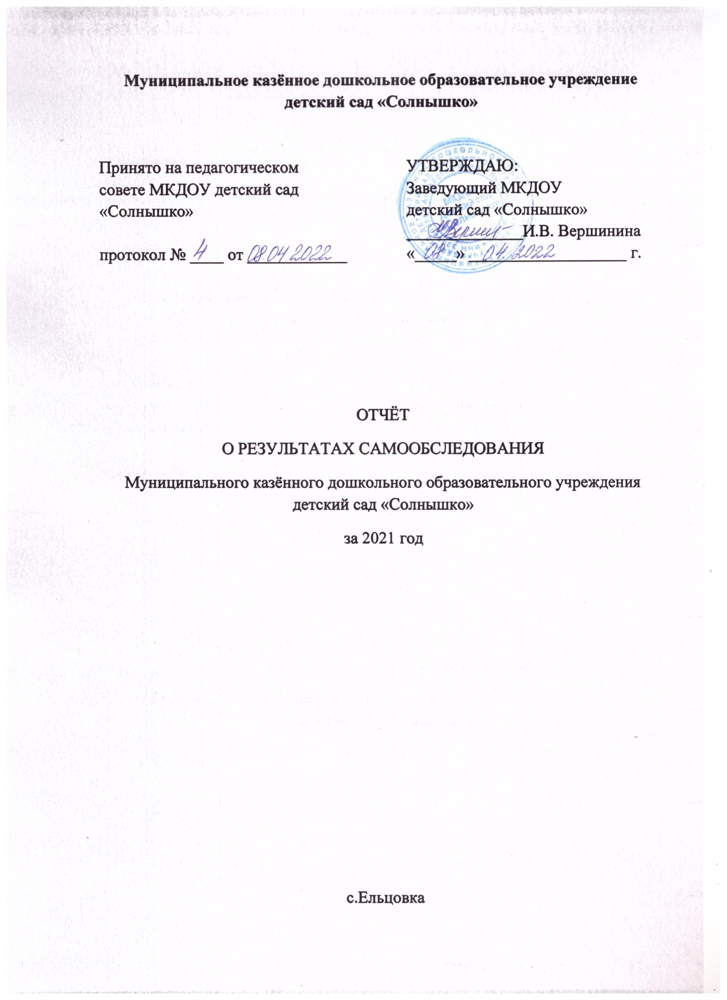 Муниципальное казённое дошкольное образовательное учреждение
детский сад «Солнышко»
Принято на педагогическом
совете МКДОУ детский сад
«Солнышко»
протокол № 4 от 08.04.2022
УТВЕРЖДАЮ:
Заведующий МКДОУ
детский сад «Солнышко»
И.В. Вершинина
«08» 04. 2022 г.
МКДОУ
ОТЧЁТ
О РЕЗУЛЬТАТАХ САМООБСЛЕДОВАНИЯ
Муниципального казённого дошкольного образовательного учреждения
детский сад «Солнышко»
за 2021 год
с.Ельцовка